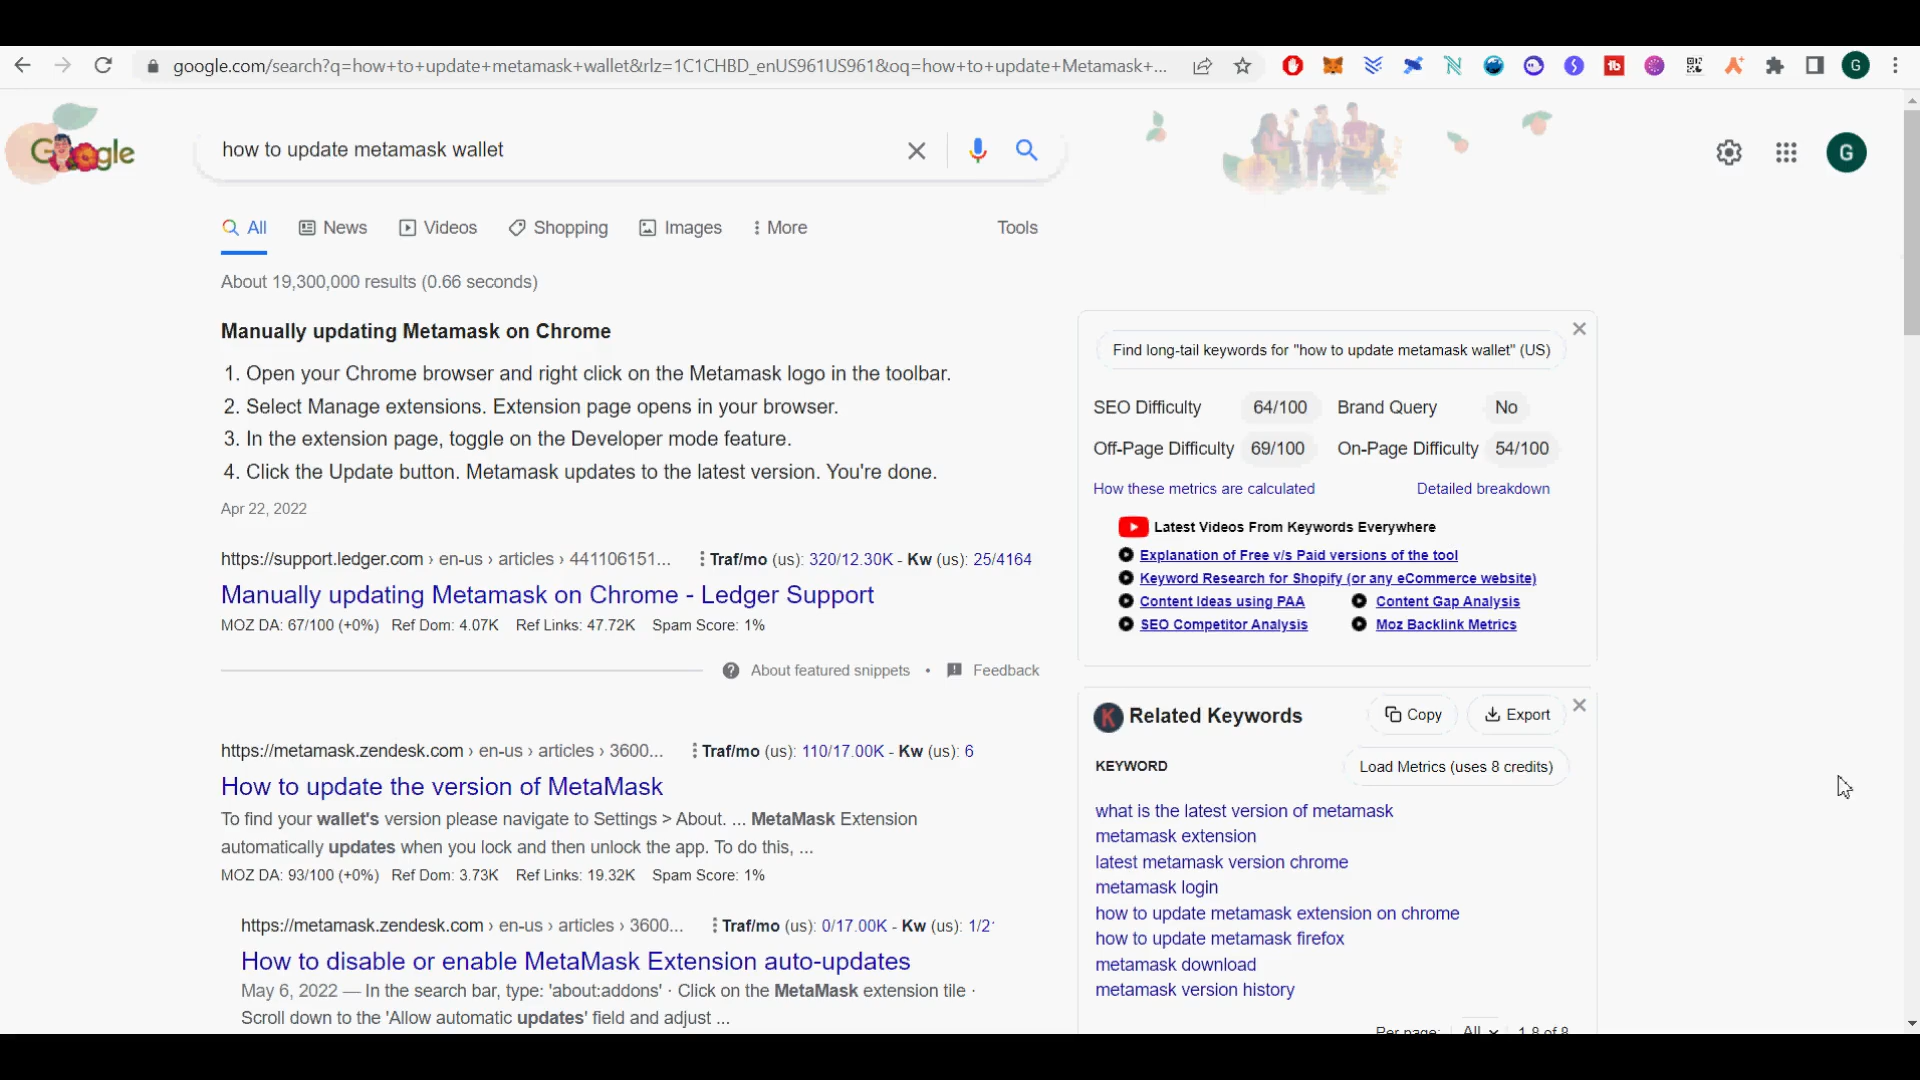 google.com/search?q=how+to+update+metamask+wallet&rlz=1C1CHBD_enUS961US961&oq=how+to+update+Metamask+...
G
Google
how to update metamask wallet
G
All
News
Videos
Shopping
Images
More
Tools
About 19,300,000 results (0.66 seconds)
Manually updating Metamask on Chrome
1. Open your Chrome browser and right click on the Metamask logo in the toolbar.
2. Select Manage extensions. Extension page opens in your browser.
3. In the extension page, toggle on the Developer mode feature.
4. Click the Update button. Metamask updates to the latest version. You're done.
Apr 22, 2022
https://support.ledger.com › en-us › articles › 441106151... Traf/mo (us): 320/12.30K - Kw (us): 25/4164
Manually updating Metamask on Chrome - Ledger Support
MOZ DA: 67/100 (+0%) Ref Dom: 4.07K Ref Links: 47.72K Spam Score: 1%
About featured snippets • Feedback
https://metamask.zendesk.com › en-us › articles › 3600... Traf/mo (us): 110/17.00K - Kw (us): 6
How to update the version of MetaMask
To find your wallet's version please navigate to Settings > About. ... MetaMask Extension
automatically updates when you lock and then unlock the app. To do this, ...
MOZ DA: 93/100 (+0%) Ref Dom: 3.73K Ref Links: 19.32K Spam Score: 1%
https://metamask.zendesk.com › en-us › articles › 3600... Traf/mo (us): 0/17.00K - Kw (us):
How to disable or enable MetaMask Extension auto-updates
May 6, 2022 — In the search bar, type: 'about:addons' · Click on the MetaMask extension tile ·
Scroll down to the 'Allow automatic updates' field and adjust ...
Find long-tail keywords for "how to update metamask wallet" (US)
SEO Difficulty 64/100 Brand Query No
Off-Page Difficulty 69/100 On-Page Difficulty 54/100
How these metrics are calculated Detailed breakdown
Latest Videos From Keywords Everywhere
Explanation of Free v/s Paid versions of the tool
Keyword Research for Shopify (or any eCommerce website)
Content Ideas using PAA Content Gap Analysis
SEO Competitor Analysis Moz Backlink Metrics
K Related Keywords Copy Export
KEYWORD Load Metrics (uses 8 credits)
what is the latest version of metamask
metamask extension
latest metamask version chrome
metamask login
how to update metamask extension on chrome
how to update metamask firefox
metamask download
metamask version history
Per page: All 1-8 of 8